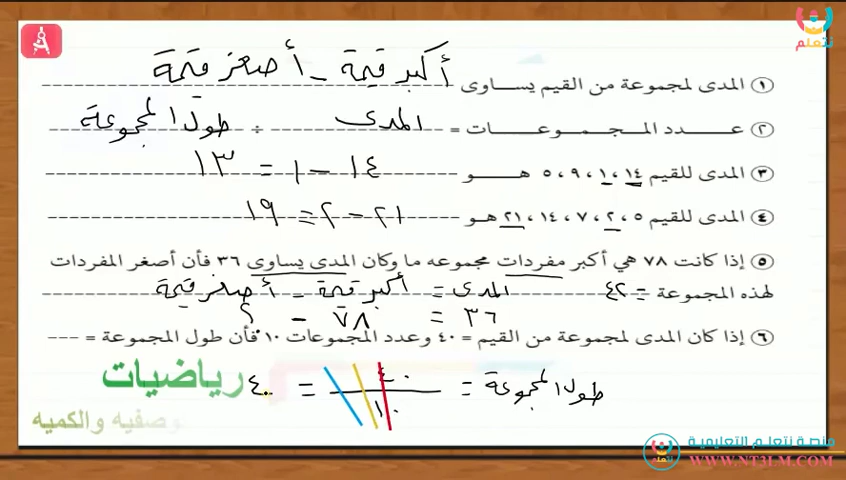 نتعلم
① المدى لمجموعة من القيم يساوى أكبر قيمة - أصغر قيمة
② عدد المجموعات = المدى ÷ طول المجموعة
③ المدى للقيم ١٤، ١، ٩، ٥ هو ١٤ - ١ = ١٣
④ المدى للقيم ٥، ٢، ٧، ١٤، ٢١ هو ٢١ - ٢ = ١٩
⑤ إذا كانت ٧٨ هي أكبر مفردات مجموعه ما وكان المدى يساوى ٣٦ فأن أصغر المفردات
لهذه المجموعة = ٤٢
المدى = أكبر قيمة - أصغر قيمة
٣٦ = ٧٨ - ؟
⑥ إذا كان المدى لمجموعة من القيم = ٤٠ وعدد المجموعات ١٠ فأن طول المجموعة =
طول المجموعة = ٤٠ / ١٠ = ٤
رياضيات
وصفيه والكميه
منصة نتعلم التعليمية
WWW.NT3LM.COM
نتعلم